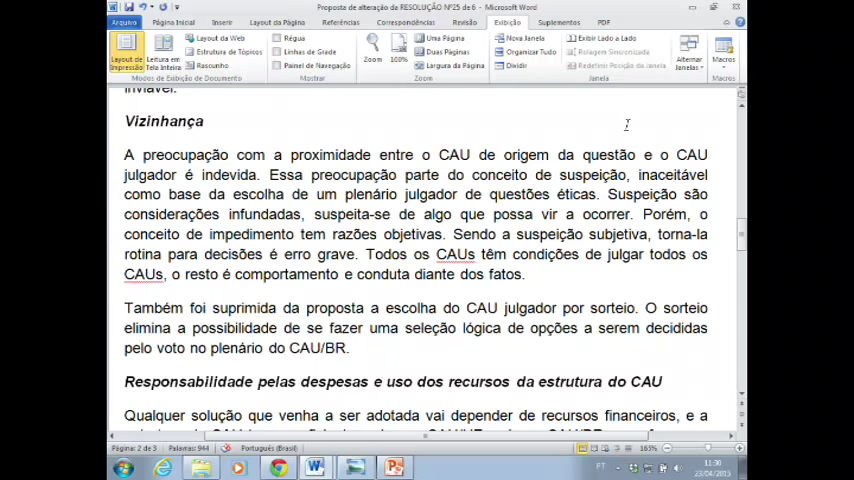 Proposta de alteração da RESOLUÇÃO Nº25 de 6 - Microsoft Word
Arquivo Página Inicial Inserir Layout da Página Referências Correspondências Revisão Exibição Suplementos PDF
Layout de Impressão
Leitura em Tela Inteira
Layout da Web
Estrutura de Tópicos
Rascunho
Modos de Exibição de Documento
Régua
Linhas de Grade
Painel de Navegação
Mostrar
Zoom
100%
Uma Página
Duas Páginas
Largura da Página
Zoom
Nova Janela
Organizar Tudo
Dividir
Exibir Lado a Lado
Rolagem Sincronizada
Redefinir Posição da Janela
Alternar Janelas
Janela
Macros
Macros
inviável.
Vizinhança
A preocupação com a proximidade entre o CAU de origem da questão e o CAU
julgador é indevida. Essa preocupação parte do conceito de suspeição, inaceitável
como base da escolha de um plenário julgador de questões éticas. Suspeição são
considerações infundadas, suspeita-se de algo que possa vir a ocorrer. Porém, o
conceito de impedimento tem razões objetivas. Sendo a suspeição subjetiva, torna-la
rotina para decisões é erro grave. Todos os CAUs têm condições de julgar todos os
CAUs, o resto é comportamento e conduta diante dos fatos.
Também foi suprimida da proposta a escolha do CAU julgador por sorteio. O sorteio
elimina a possibilidade de se fazer uma seleção lógica de opções a serem decididas
pelo voto no plenário do CAU/BR.
Responsabilidade pelas despesas e uso dos recursos da estrutura do CAU
Qualquer solução que venha a ser adotada vai depender de recursos financeiros, e a
Página: 2 de 3 Palavras: 944 Português (Brasil) 165%
PT 11:30
23/04/2015